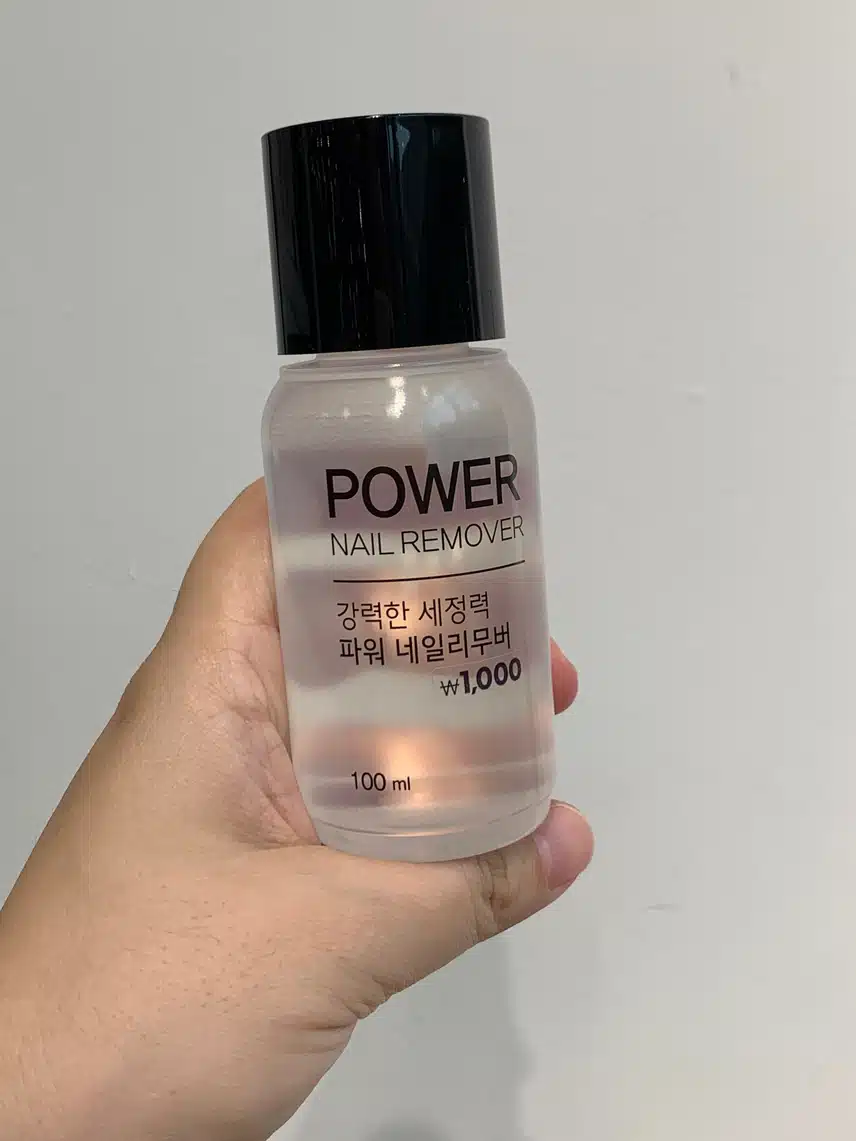 POWER
NAIL REMOVER
강력한 세정력
파워 네일리무버
₩1,000
100 ml